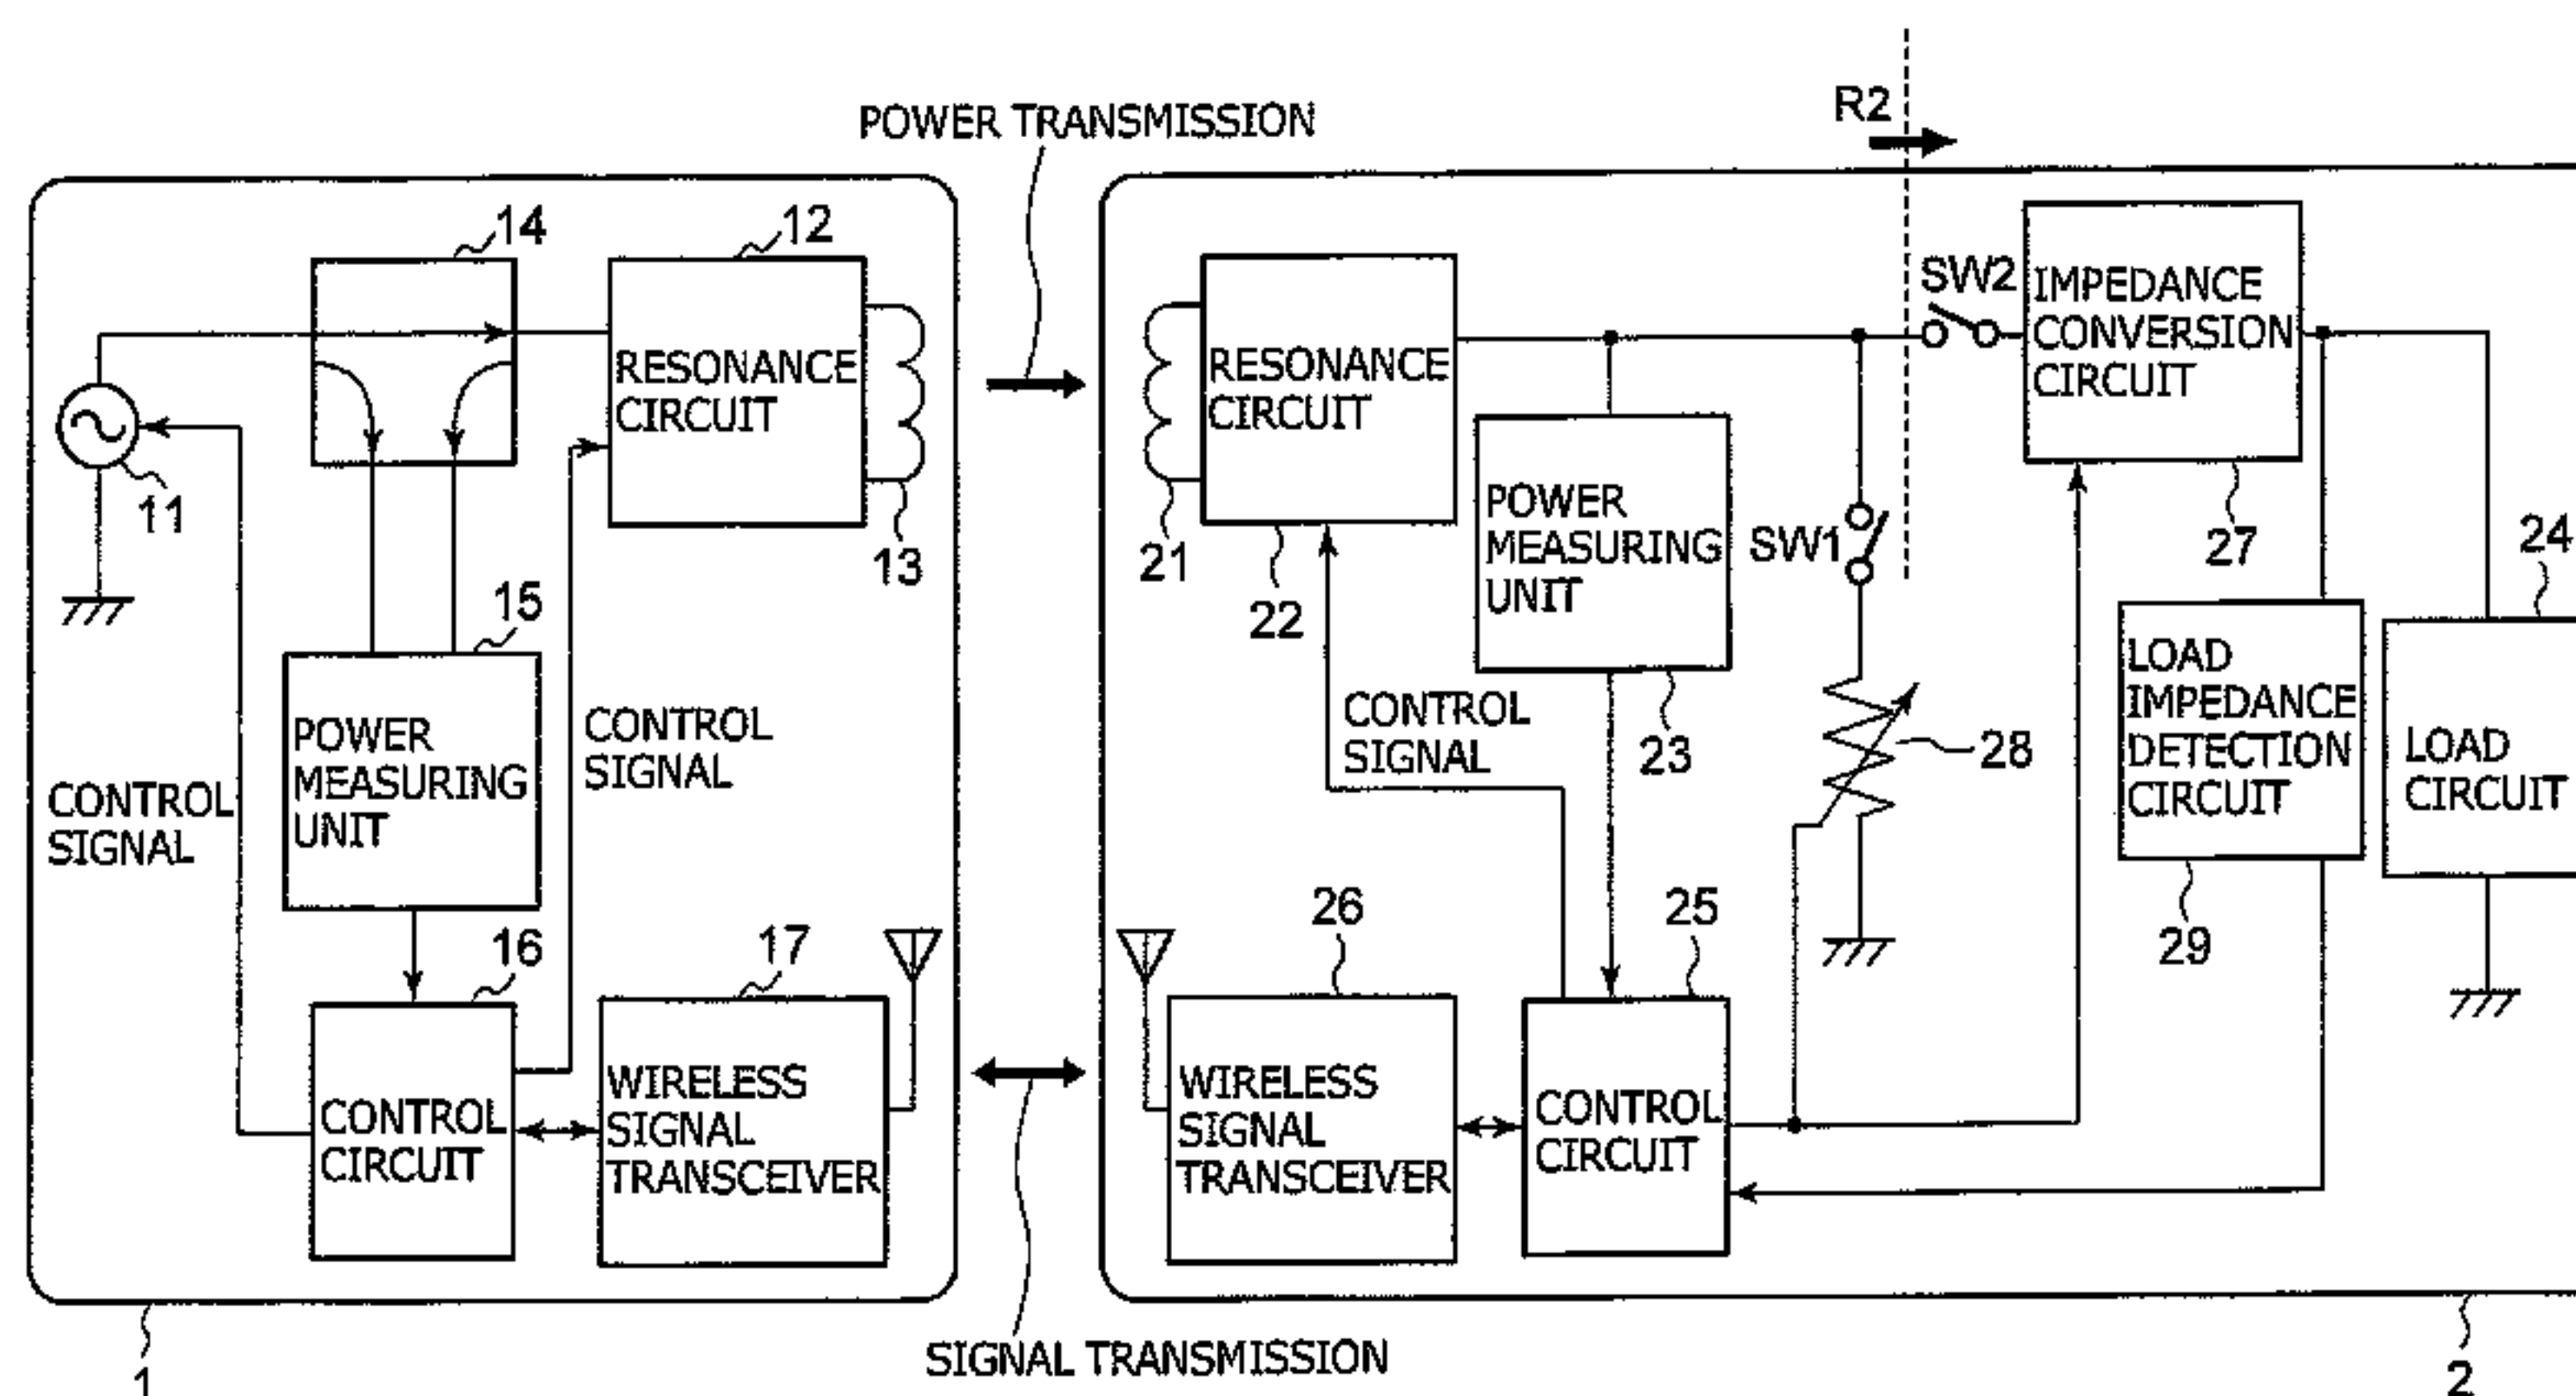 POWER TRANSMISSION
R2
14
12
SW2
IMPEDANCE
CONVERSION
CIRCUIT
RESONANCE
CIRCUIT
RESONANCE
CIRCUIT
11
13
21
22
POWER
MEASURING
UNIT
SW1
27
24
15
LOAD
IMPEDANCE
DETECTION
CIRCUIT
CONTROL
SIGNAL
POWER
MEASURING
UNIT
CONTROL
SIGNAL
CONTROL
SIGNAL
23
28
LOAD
CIRCUIT
16
17
26
25
29
CONTROL
CIRCUIT
WIRELESS
SIGNAL
TRANSCEIVER
WIRELESS
SIGNAL
TRANSCEIVER
CONTROL
CIRCUIT
1
SIGNAL TRANSMISSION
2